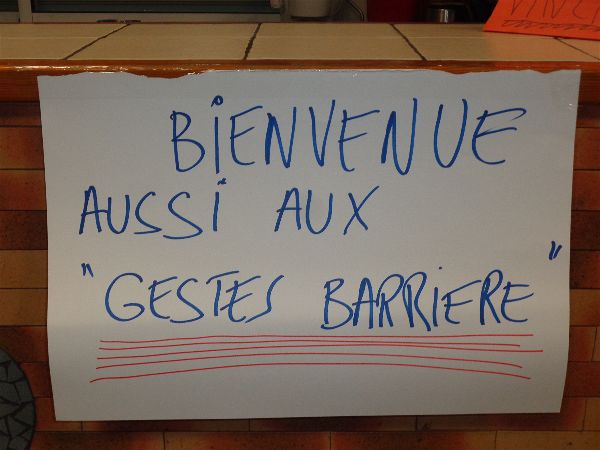 BiENVENUE
AUSSi AUX
"GESTES BARRIERE"